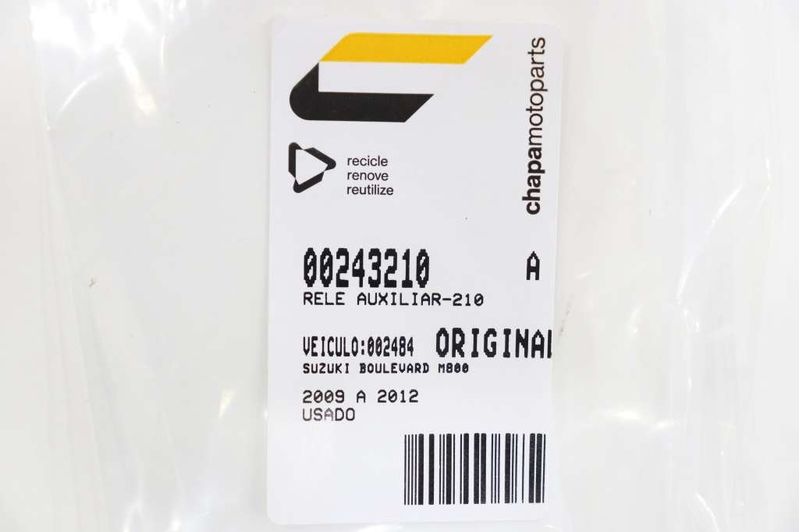 chapamotoparts
recicle
renove
reutilize
00243210 A
RELE AUXILIAR-210
VEICULO:002484 ORIGINAL
SUZUKI BOULEVARD M800
2009 A 2012
USADO